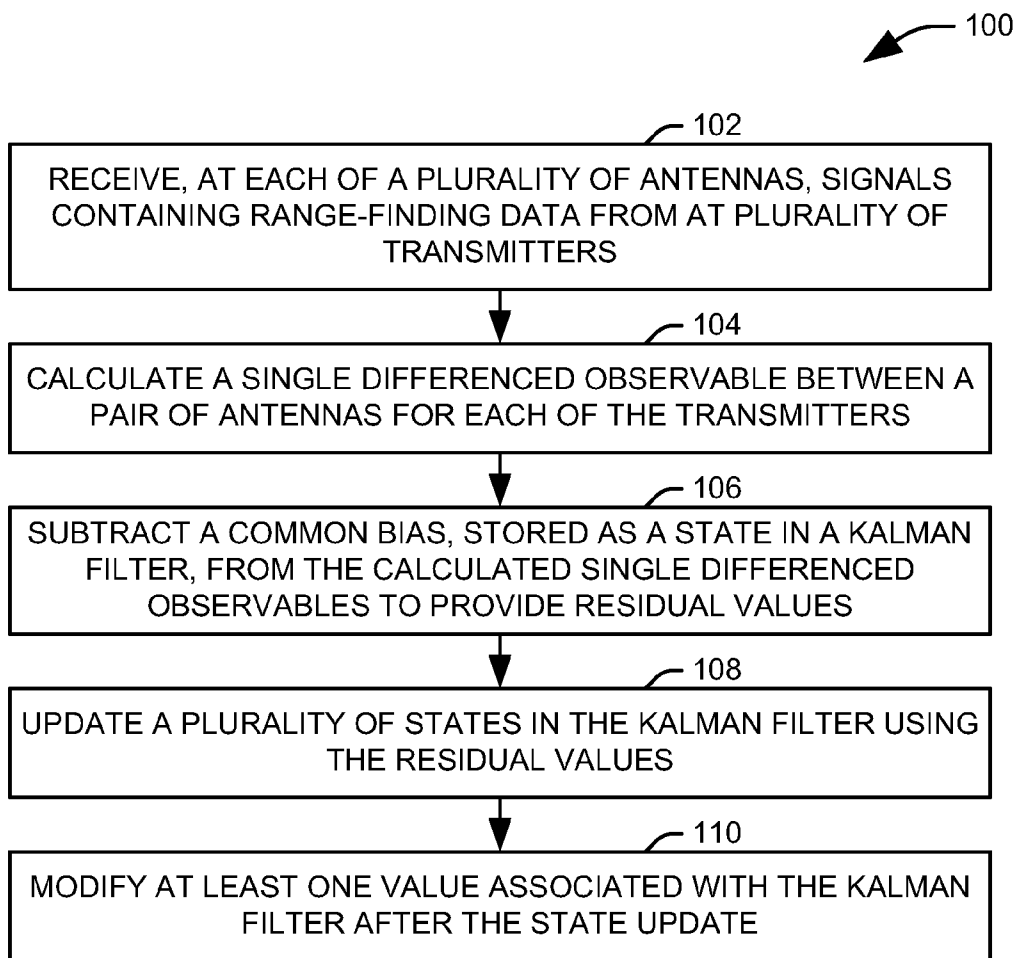 100
102
RECEIVE, AT EACH OF A PLURALITY OF ANTENNAS, SIGNALS
CONTAINING RANGE-FINDING DATA FROM AT PLURALITY OF
TRANSMITTERS
104
CALCULATE A SINGLE DIFFERENCED OBSERVABLE BETWEEN A
PAIR OF ANTENNAS FOR EACH OF THE TRANSMITTERS
106
SUBTRACT A COMMON BIAS, STORED AS A STATE IN A KALMAN
FILTER, FROM THE CALCULATED SINGLE DIFFERENCED
OBSERVABLES TO PROVIDE RESIDUAL VALUES
108
UPDATE A PLURALITY OF STATES IN THE KALMAN FILTER USING
THE RESIDUAL VALUES
110
MODIFY AT LEAST ONE VALUE ASSOCIATED WITH THE KALMAN
FILTER AFTER THE STATE UPDATE